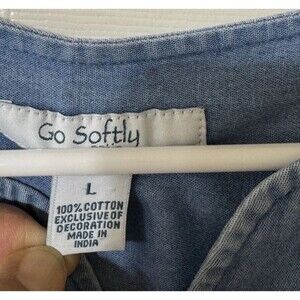 Go Softly
L
100% COTTON
EXCLUSIVE OF
DECORATION
MADE IN
INDIA